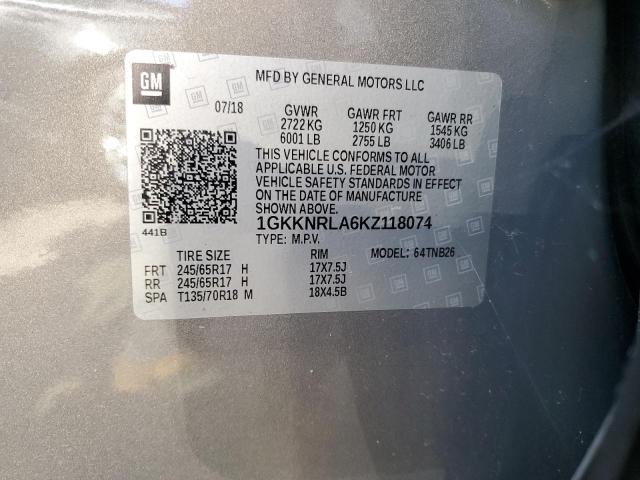 GM
MFD BY GENERAL MOTORS LLC
07/18 GVWR GAWR FRT GAWR RR
2722 KG 1250 KG 1545 KG
6001 LB 2755 LB 3406 LB
THIS VEHICLE CONFORMS TO ALL
APPLICABLE U.S. FEDERAL MOTOR
VEHICLE SAFETY STANDARDS IN EFFECT
ON THE DATE OF MANUFACTURE
SHOWN ABOVE.
1GKKNRLA6KZ118074
441B
TYPE: M.P.V. MODEL: 64TNB26
TIRE SIZE RIM
FRT 245/65R17 H 17X7.5J
RR 245/65R17 H 17X7.5J
SPA T135/70R18 M 18X4.5B